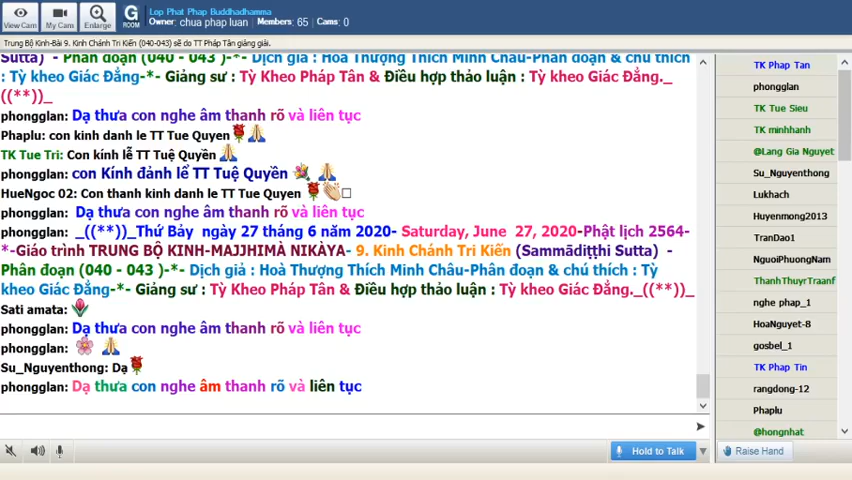 Lop Phat Phap Buddhadhamma
Owner: chua phap luan Members: 65 Cams: 0
View Cam My Cam Enlarge G ROOM
Trung Bộ Kinh-Bài 9. Kinh Chánh Tri Kiến (040-043) sẽ do TT Pháp Tân giảng giải.
Sutta) - Phân đoạn (040 - 043 )-*- Dịch giả : Hoà Thượng Thích Minh Châu-Phân đoạn & chú thích
: Tỳ kheo Giác Đẳng-*- Giảng sư : Tỳ Kheo Pháp Tân & Điều hợp thảo luận : Tỳ kheo Giác Đẳng._
((**))_
phongglan: Dạ thưa con nghe âm thanh rõ và liên tục
Phaplu: con kinh danh le TT Tue Quyen
TK Tue Tri: Con kính lễ TT Tuệ Quyền
phongglan: con Kính đảnh lể TT Tuệ Quyền
HueNgoc 02: Con thanh kinh danh le TT Tue Quyen
phongglan: Dạ thưa con nghe âm thanh rõ và liên tục
phongglan: _((**))_Thứ Bảy ngày 27 tháng 6 năm 2020- Saturday, June 27, 2020-Phật lịch 2564-
*-Giáo trình TRUNG BỘ KINH-MAJJHIMÀ NIKÀYA- 9. Kinh Chánh Tri Kiến (Sammādiṭṭhi Sutta) -
Phân đoạn (040 - 043 )-*- Dịch giả : Hoà Thượng Thích Minh Châu-Phân đoạn & chú thích : Tỳ
kheo Giác Đẳng-*- Giảng sư : Tỳ Kheo Pháp Tân & Điều hợp thảo luận : Tỳ kheo Giác Đẳng._((**))_
Sati amata:
phongglan: Dạ thưa con nghe âm thanh rõ và liên tục
phongglan:
Su_Nguyenthong: Dạ
phongglan: Dạ thưa con nghe âm thanh rõ và liên tục
Hold to Talk
TK Phap Tan
phongglan
TK Tue Sieu
TK minhhanh
@Lang Gia Nguyet
Su_Nguyenthong
Lukhach
Huyenmong2013
TranDao1
NguoiPhuongNam
ThanhThuyrTraanf
nghe phap_1
HoaNguyet-8
gosbel_1
TK Phap Tin
rangdong-12
Phaplu
@hongnhat
Raise Hand